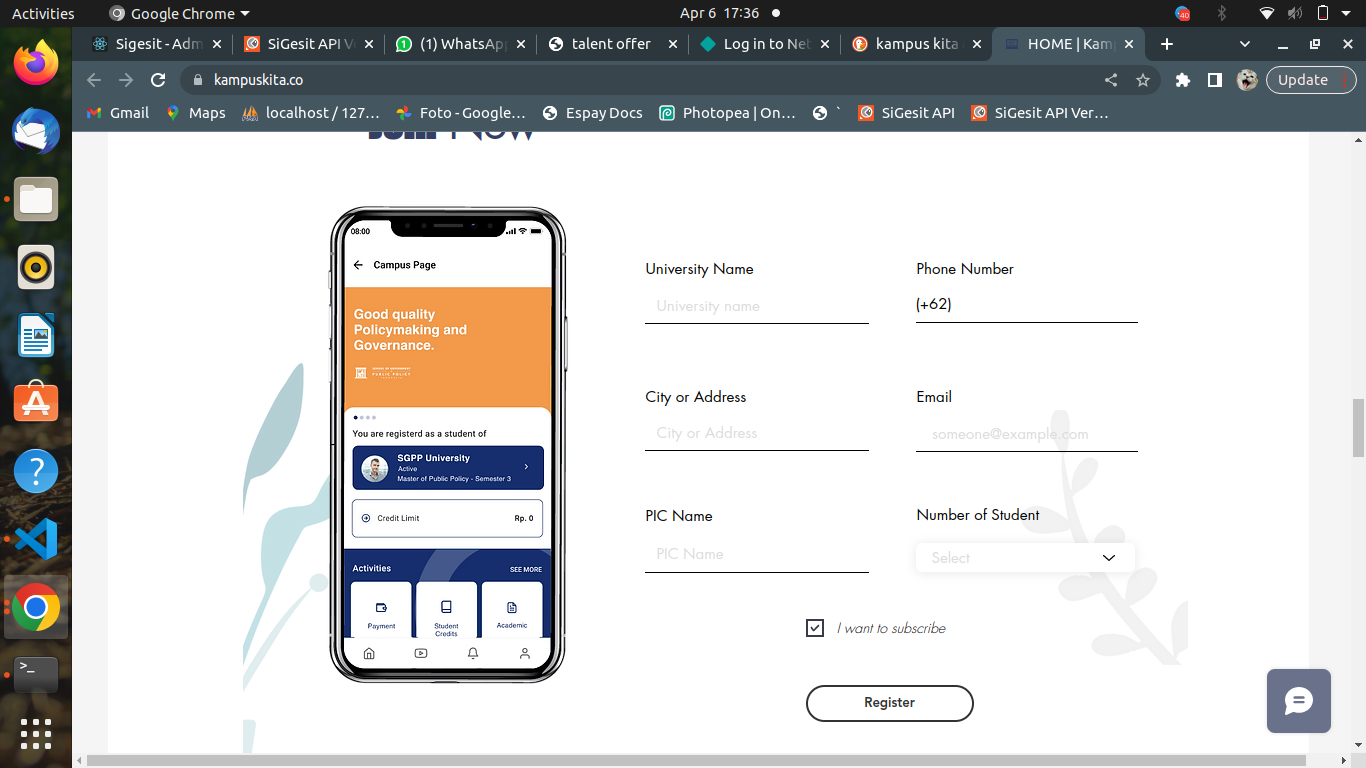 Activities
Google Chrome
Apr 6 17:36
40
Sigesit - Adm
SiGesit API V
(1) WhatsApp
talent offer
Log in to Net
kampus kita
HOME | Kam
kampuskita.co
Update
Gmail
Maps
localhost / 127...
Foto - Google...
Espay Docs
Photopea | On...
`
SiGesit API
SiGesit API Ver...
Now
08:00
Campus Page
Good quality
Policymaking and
Governance.
PUBLIC POLICY
You are registerd as a student of
SGPP University
Active
Master of Public Policy - Semester 3
Credit Limit
Rp. 0
Activities
SEE MORE
Payment
Student
Credits
Academic
University Name
University name
Phone Number
(+62)
City or Address
City or Address
Email
someone@example.com
PIC Name
PIC Name
Number of Student
Select
I want to subscribe
Register